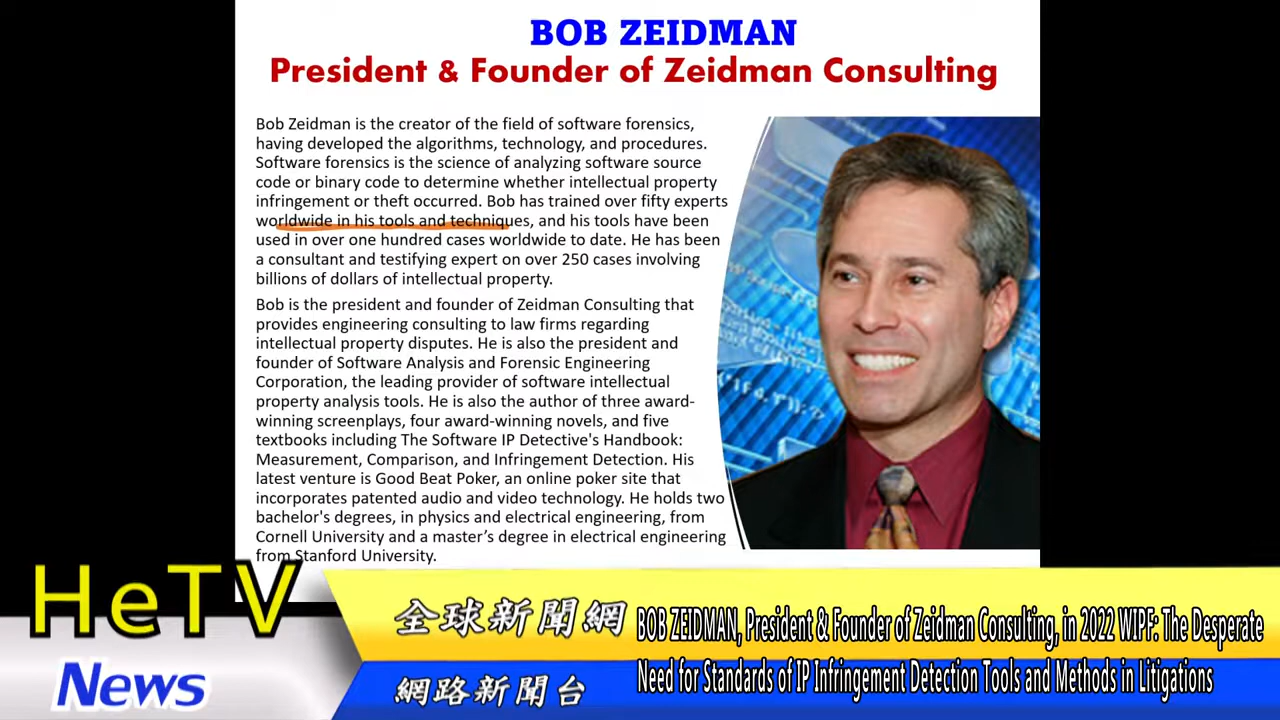 BOB ZEIDMAN
President & Founder of Zeidman Consulting
Bob Zeidman is the creator of the field of software forensics,
having developed the algorithms, technology, and procedures.
Software forensics is the science of analyzing software source
code or binary code to determine whether intellectual property
infringement or theft occurred. Bob has trained over fifty experts
worldwide in his tools and techniques, and his tools have been
used in over one hundred cases worldwide to date. He has been
a consultant and testifying expert on over 250 cases involving
billions of dollars of intellectual property.
Bob is the president and founder of Zeidman Consulting that
provides engineering consulting to law firms regarding
intellectual property disputes. He is also the president and
founder of Software Analysis and Forensic Engineering
Corporation, the leading provider of software intellectual
property analysis tools. He is also the author of three award-
winning screenplays, four award-winning novels, and five
textbooks including The Software IP Detective's Handbook:
Measurement, Comparison, and Infringement Detection. His
latest venture is Good Beat Poker, an online poker site that
incorporates patented audio and video technology. He holds two
bachelor's degrees, in physics and electrical engineering, from
Cornell University and a master’s degree in electrical engineering
from Stanford University.
HeTV
News
全球新聞網
網路新聞台
BOB ZEIDMAN, President & Founder of Zeidman Consulting, in 2022 WIPF: The Desperate
Need for Standards of IP Infringement Detection Tools and Methods in Litigations